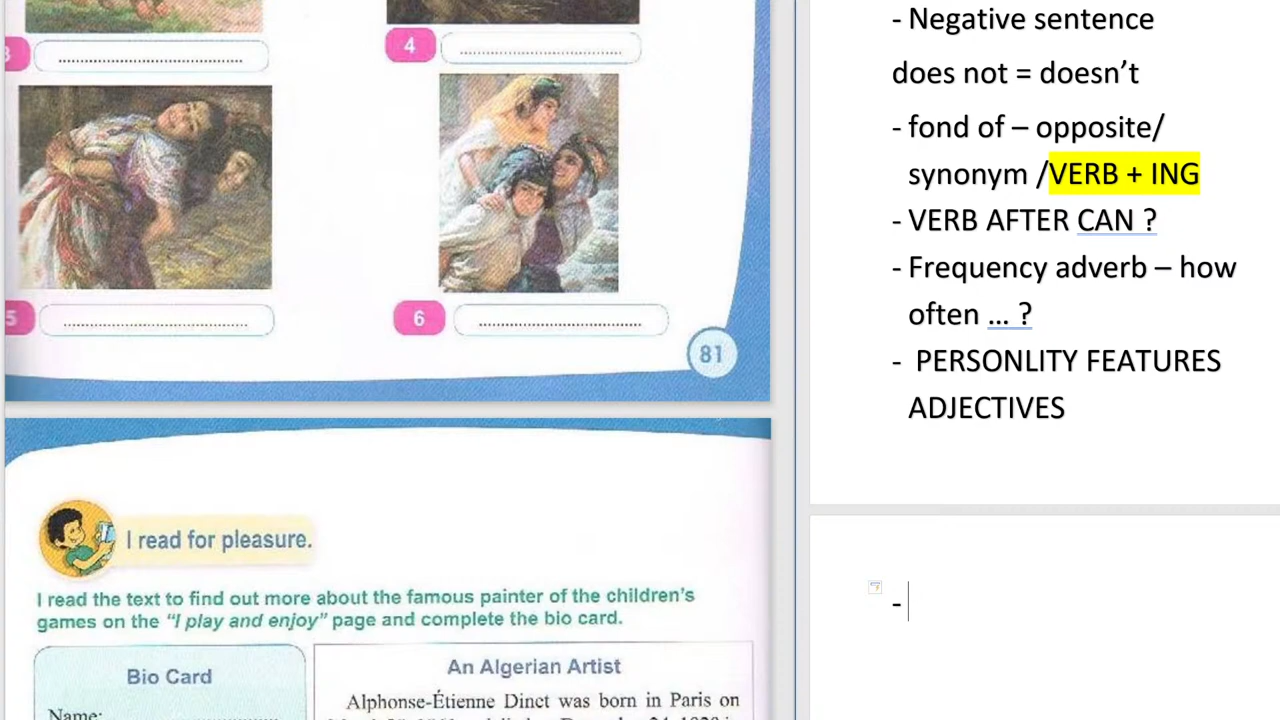 3
4
5
6
81
I read for pleasure.
I read the text to find out more about the famous painter of the children's
games on the "I play and enjoy" page and complete the bio card.
Bio Card
Name:
An Algerian Artist
Alphonse-Étienne Dinet was born in Paris on
- Negative sentence
does not = doesn't
- fond of – opposite/
synonym /VERB + ING
- VERB AFTER CAN ?
- Frequency adverb – how
often ... ?
- PERSONLITY FEATURES
ADJECTIVES
-